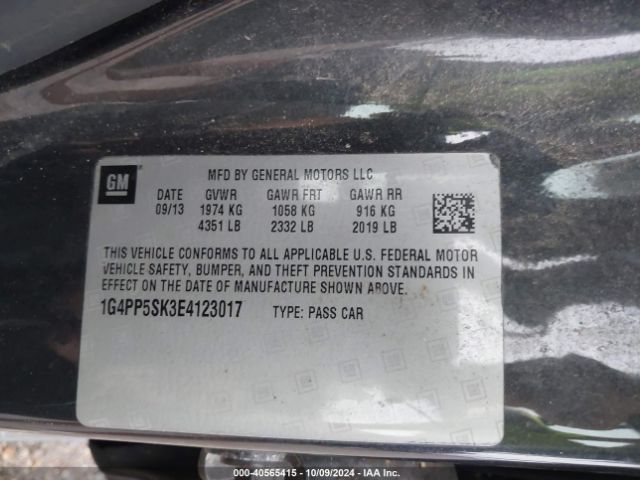 GM
MFD BY GENERAL MOTORS LLC
DATE GVWR GAWR FRT GAWR RR
09/13 1974 KG 1058 KG 916 KG
4351 LB 2332 LB 2019 LB
THIS VEHICLE CONFORMS TO ALL APPLICABLE U.S. FEDERAL MOTOR
VEHICLE SAFETY, BUMPER, AND THEFT PREVENTION STANDARDS IN
EFFECT ON THE DATE OF MANUFACTURE SHOWN ABOVE.
1G4PP5SK3E4123017 TYPE: PASS CAR
000-40565415 - 10/09/2024 - IAA Inc.